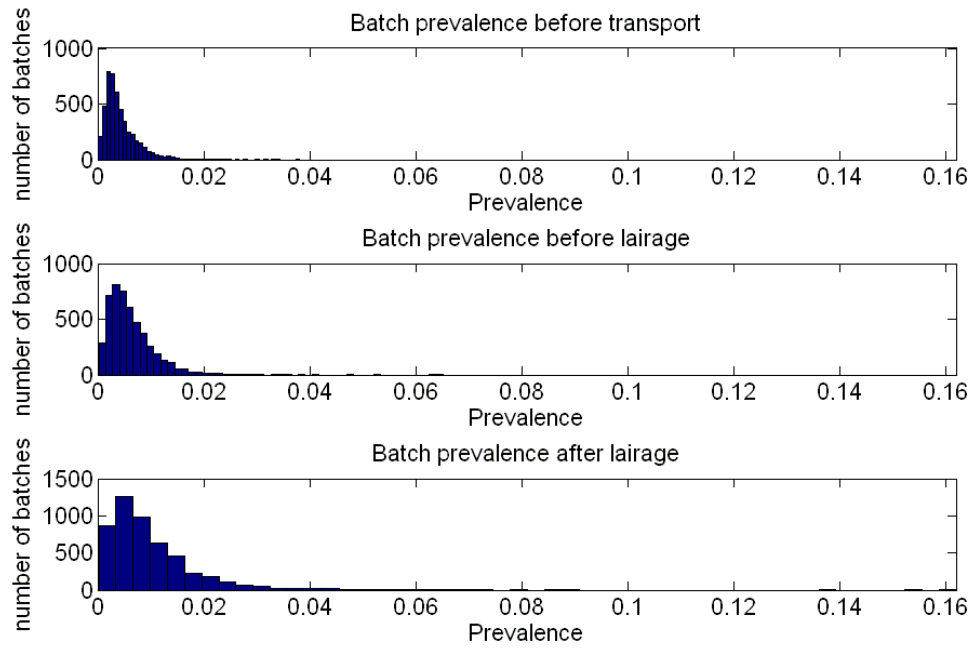 Batch prevalence before transport
number of batches
1000
500
0
0 0.02 0.04 0.06 0.08 0.1 0.12 0.14 0.16
Prevalence
Batch prevalence before lairage
number of batches
1000
500
0
0 0.02 0.04 0.06 0.08 0.1 0.12 0.14 0.16
Prevalence
Batch prevalence after lairage
number of batches
1500
1000
500
0
0 0.02 0.04 0.06 0.08 0.1 0.12 0.14 0.16
Prevalence